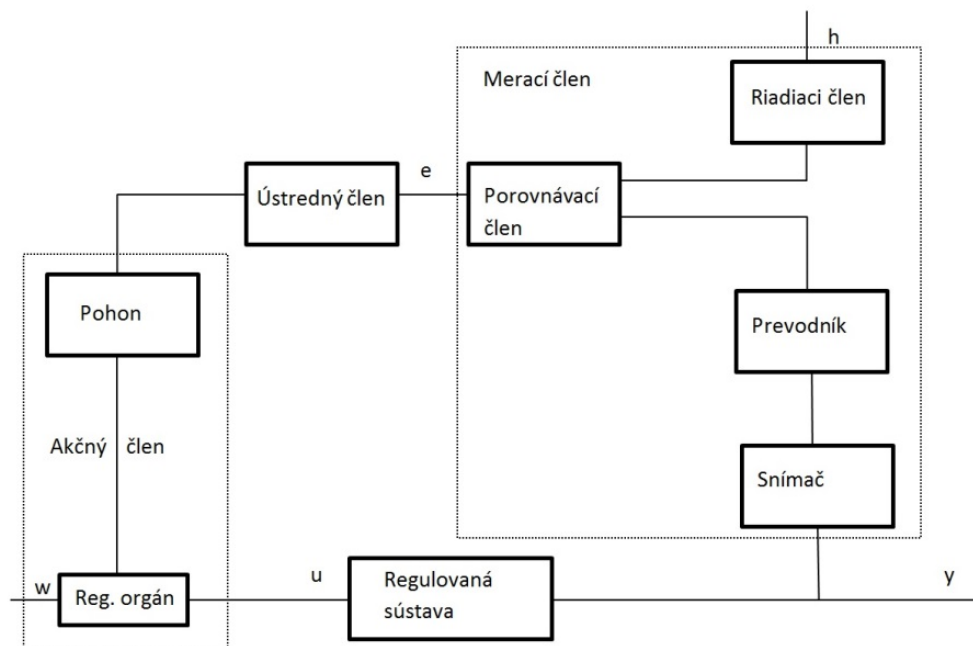 h
Merací člen
Riadiaci člen
e
Ústredný člen
Porovnávací
člen
Pohon
Prevodník
Akčný člen
Snímač
w
Reg. orgán
u
Regulovaná
sústava
y